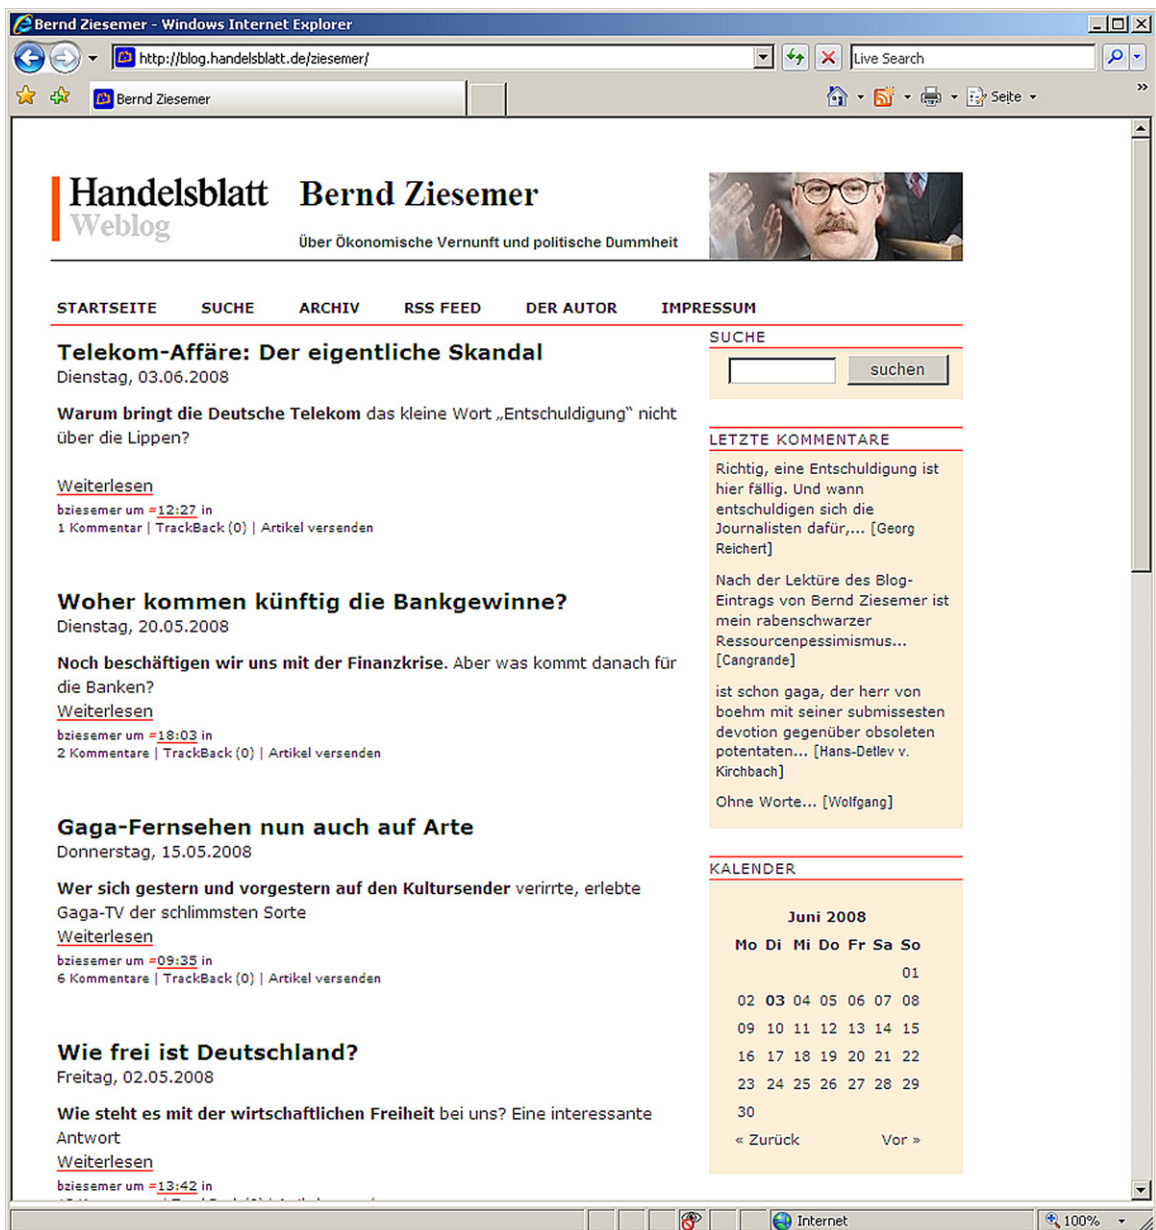 Bernd Ziesemer - Windows Internet Explorer
http://blog.handelsblatt.de/ziesemer/
Live Search
Bernd Ziesemer
Seite
»
Handelsblatt
Weblog
Bernd Ziesemer
Über Ökonomische Vernunft und politische Dummheit
STARTSEITE SUCHE ARCHIV RSS FEED DER AUTOR IMPRESSUM
Telekom-Affäre: Der eigentliche Skandal
Dienstag, 03.06.2008
Warum bringt die Deutsche Telekom das kleine Wort „Entschuldigung“ nicht
über die Lippen?
Weiterlesen
bziesemer um =12:27 in
1 Kommentar | TrackBack (0) | Artikel versenden
Woher kommen künftig die Bankgewinne?
Dienstag, 20.05.2008
Noch beschäftigen wir uns mit der Finanzkrise. Aber was kommt danach für
die Banken?
Weiterlesen
bziesemer um =18:03 in
2 Kommentare | TrackBack (0) | Artikel versenden
Gaga-Fernsehen nun auch auf Arte
Donnerstag, 15.05.2008
Wer sich gestern und vorgestern auf den Kultursender verirrte, erlebte
Gaga-TV der schlimmsten Sorte
Weiterlesen
bziesemer um =09:35 in
6 Kommentare | TrackBack (0) | Artikel versenden
Wie frei ist Deutschland?
Freitag, 02.05.2008
Wie steht es mit der wirtschaftlichen Freiheit bei uns? Eine interessante
Antwort
Weiterlesen
bziesemer um =13:42 in
SUCHE
suchen
LETZTE KOMMENTARE
Richtig, eine Entschuldigung ist
hier fällig. Und wann
entschuldigen sich die
Journalisten dafür,... [Georg
Reichert]
Nach der Lektüre des Blog-
Eintrags von Bernd Ziesemer ist
mein rabenschwarzer
Ressourcenpessimismus...
[Cangrande]
ist schon gaga, der herr von
boehm mit seiner submissesten
devotion gegenüber obsoleten
potentaten... [Hans-Detlev v.
Kirchbach]
Ohne Worte... [Wolfgang]
KALENDER
Juni 2008
Mo Di Mi Do Fr Sa So
01
02 03 04 05 06 07 08
09 10 11 12 13 14 15
16 17 18 19 20 21 22
23 24 25 26 27 28 29
30
« Zurück Vor »
Internet
100%